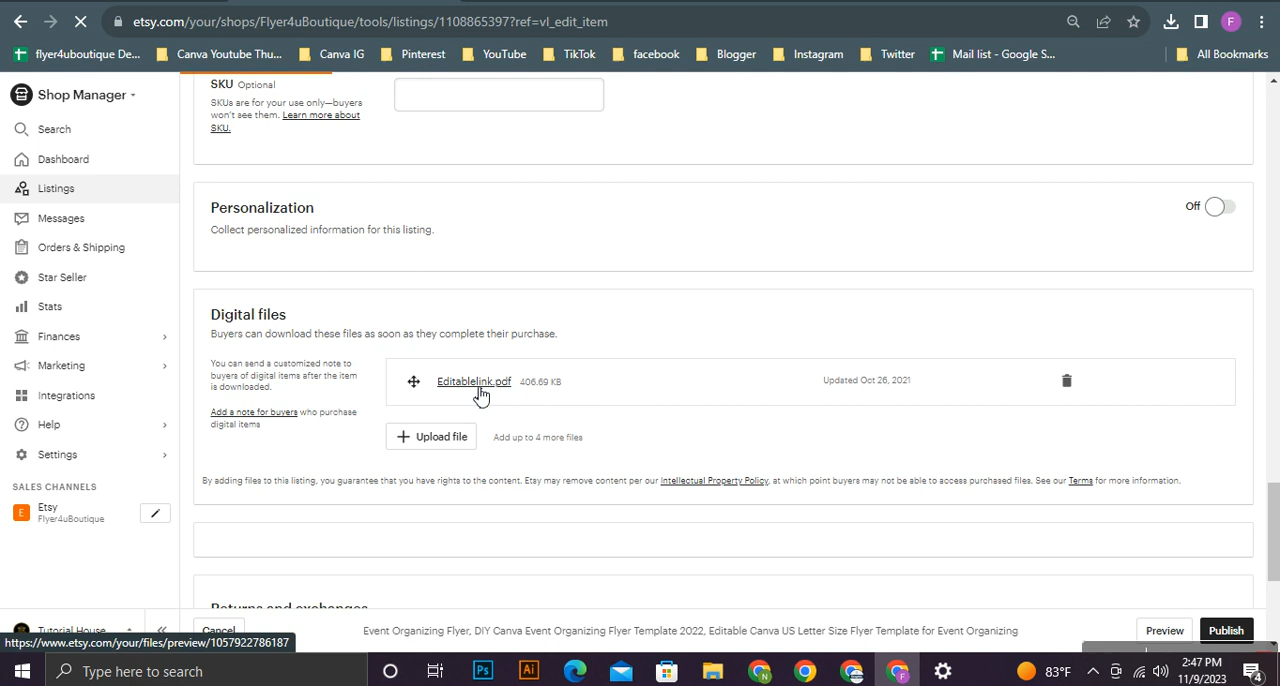 etsy.com/your/shops/Flyer4uBoutique/tools/listings/1108865397?ref=vl_edit_item
F
flyer4uboutique De...
Canva Youtube Thu...
Canva IG
Pinterest
YouTube
TikTok
facebook
Blogger
Instagram
Twitter
Mail list - Google S...
All Bookmarks
Shop Manager
Search
Dashboard
Listings
Messages
Orders & Shipping
Star Seller
Stats
Finances
Marketing
Integrations
Help
Settings
SALES CHANNELS
E
Etsy
Flyer4uBoutique
Tutorial House
SKU Optional
SKUs are for your use only—buyers
won't see them. Learn more about
SKU.
Personalization
Off
Collect personalized information for this listing.
Digital files
Buyers can download these files as soon as they complete their purchase.
You can send a customized note to
buyers of digital items after the item
is downloaded.
Add a note for buyers who purchase
digital items
Editablelink.pdf 406.69 KB
Updated Oct 26, 2021
Upload file
Add up to 4 more files
By adding files to this listing, you guarantee that you have rights to the content. Etsy may remove content per our Intellectual Property Policy, at which point buyers may not be able to access purchased files. See our Terms for more information.
Returns and exchanges
Cancel
Event Organizing Flyer, DIY Canva Event Organizing Flyer Template 2022, Editable Canva US Letter Size Flyer Template for Event Organizing
Preview
Publish
https://www.etsy.com/your/files/preview/1057922786187
Type here to search
Ps
Ai
N
F
83°F
2:47 PM
11/9/2023
4